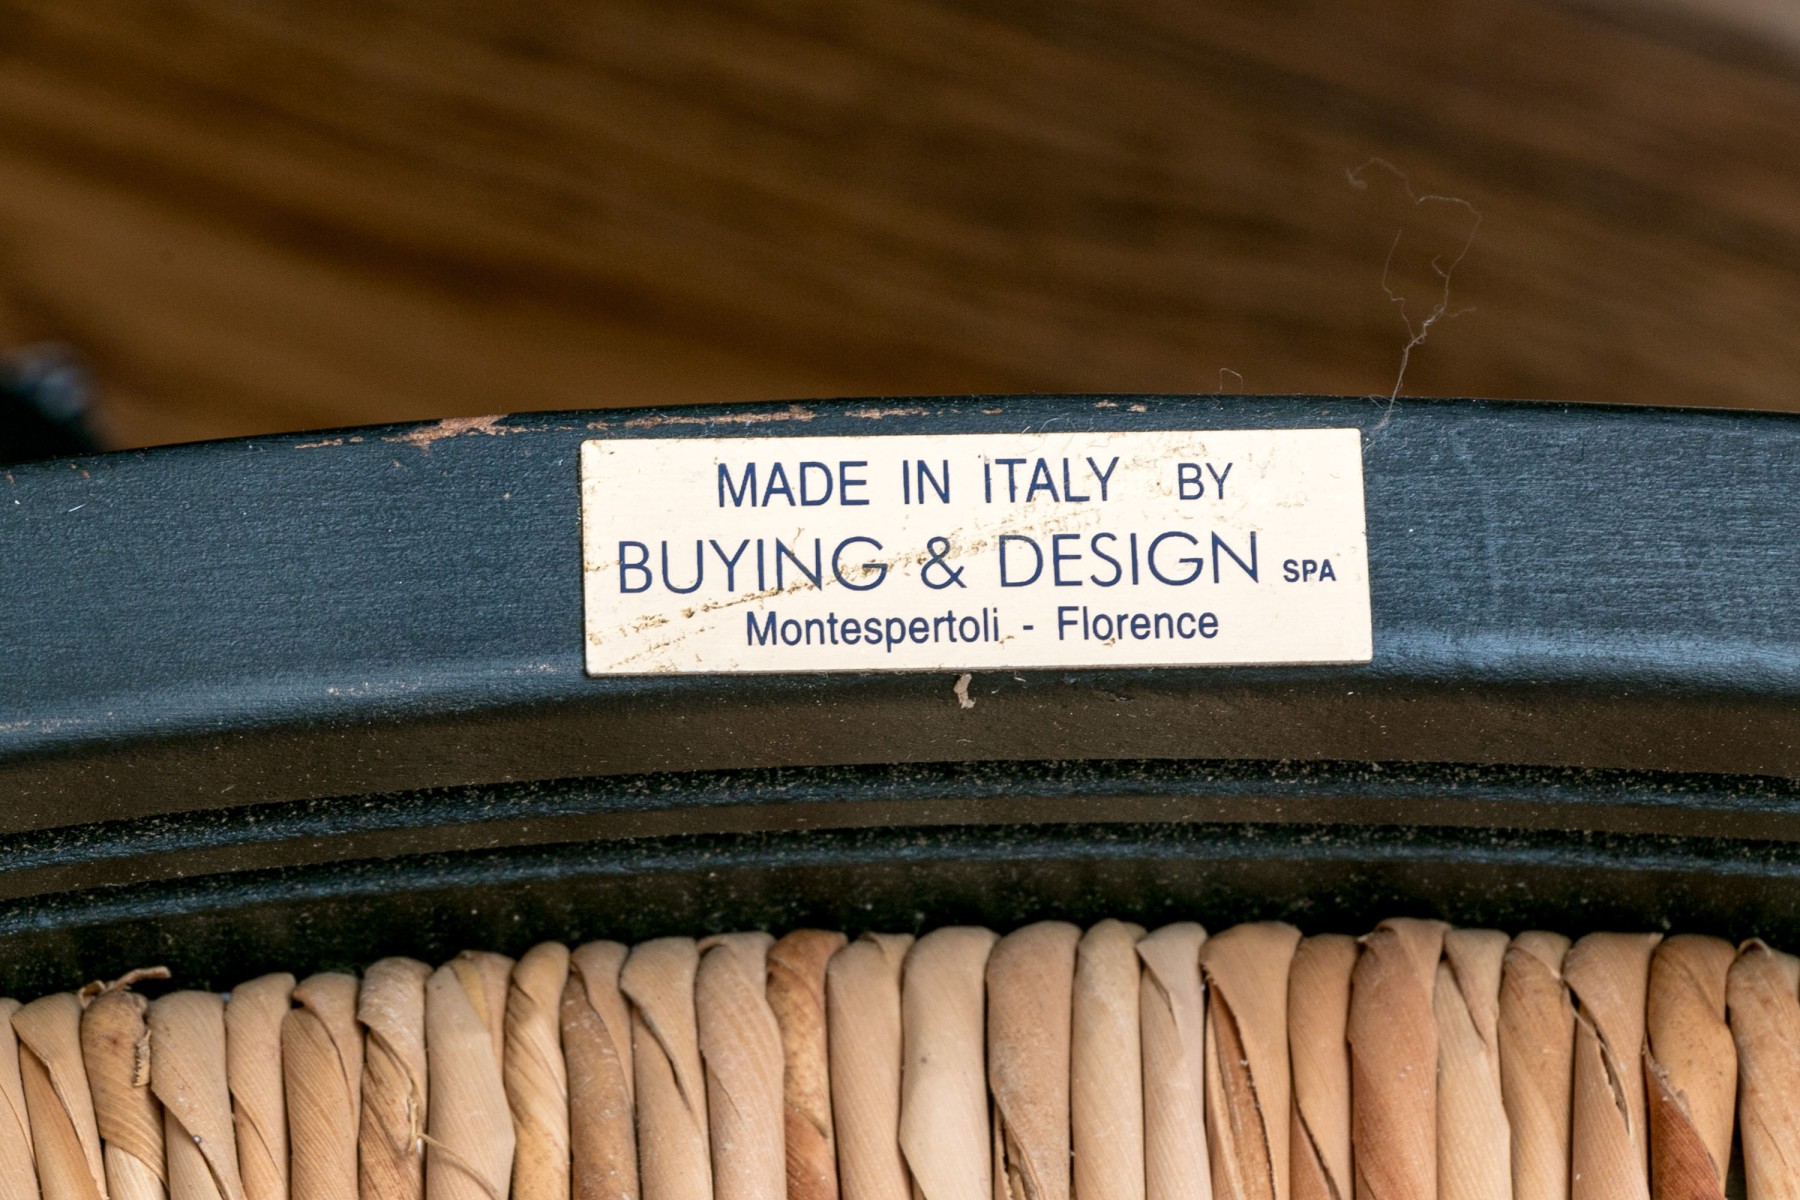 MADE IN ITALY BY
BUYING & DESIGN SPA
Montespertoli - Florence